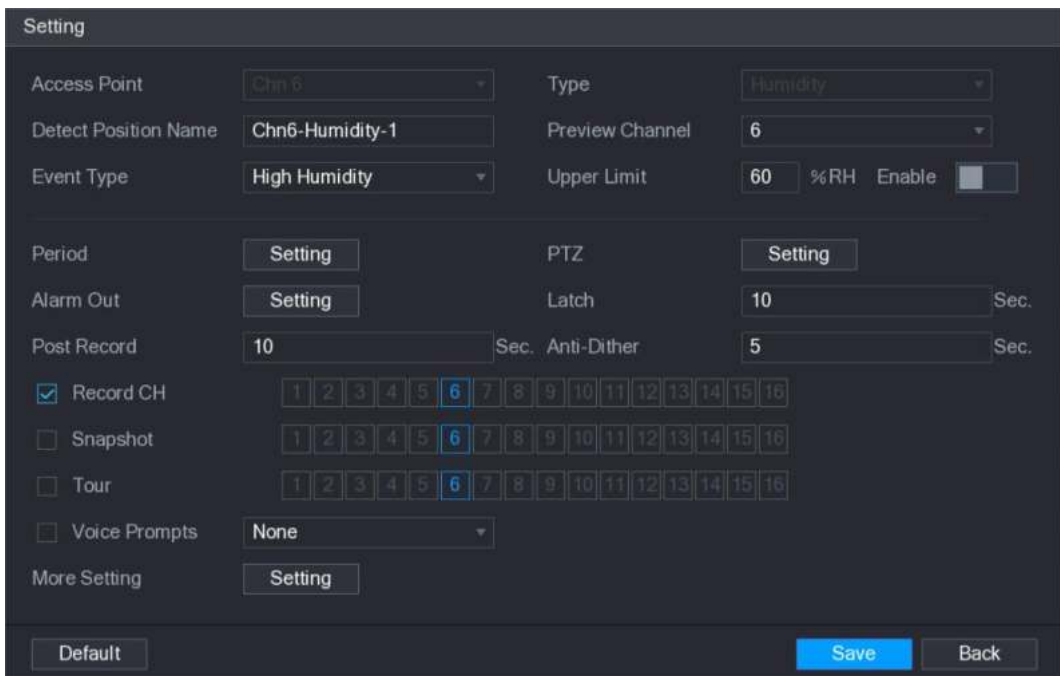 Setting
Access Point Chn 6 Type Humidity
Detect Position Name Chn6-Humidity-1 Preview Channel 6
Event Type High Humidity Upper Limit 60 %RH Enable
Period Setting PTZ Setting
Alarm Out Setting Latch 10 Sec.
Post Record 10 Sec. Anti-Dither 5 Sec.
Record CH 1 2 3 4 5 6 7 8 9 10 11 12 13 14 15 16
Snapshot 1 2 3 4 5 6 7 8 9 10 11 12 13 14 15 16
Tour 1 2 3 4 5 6 7 8 9 10 11 12 13 14 15 16
Voice Prompts None
More Setting Setting
Default Save Back